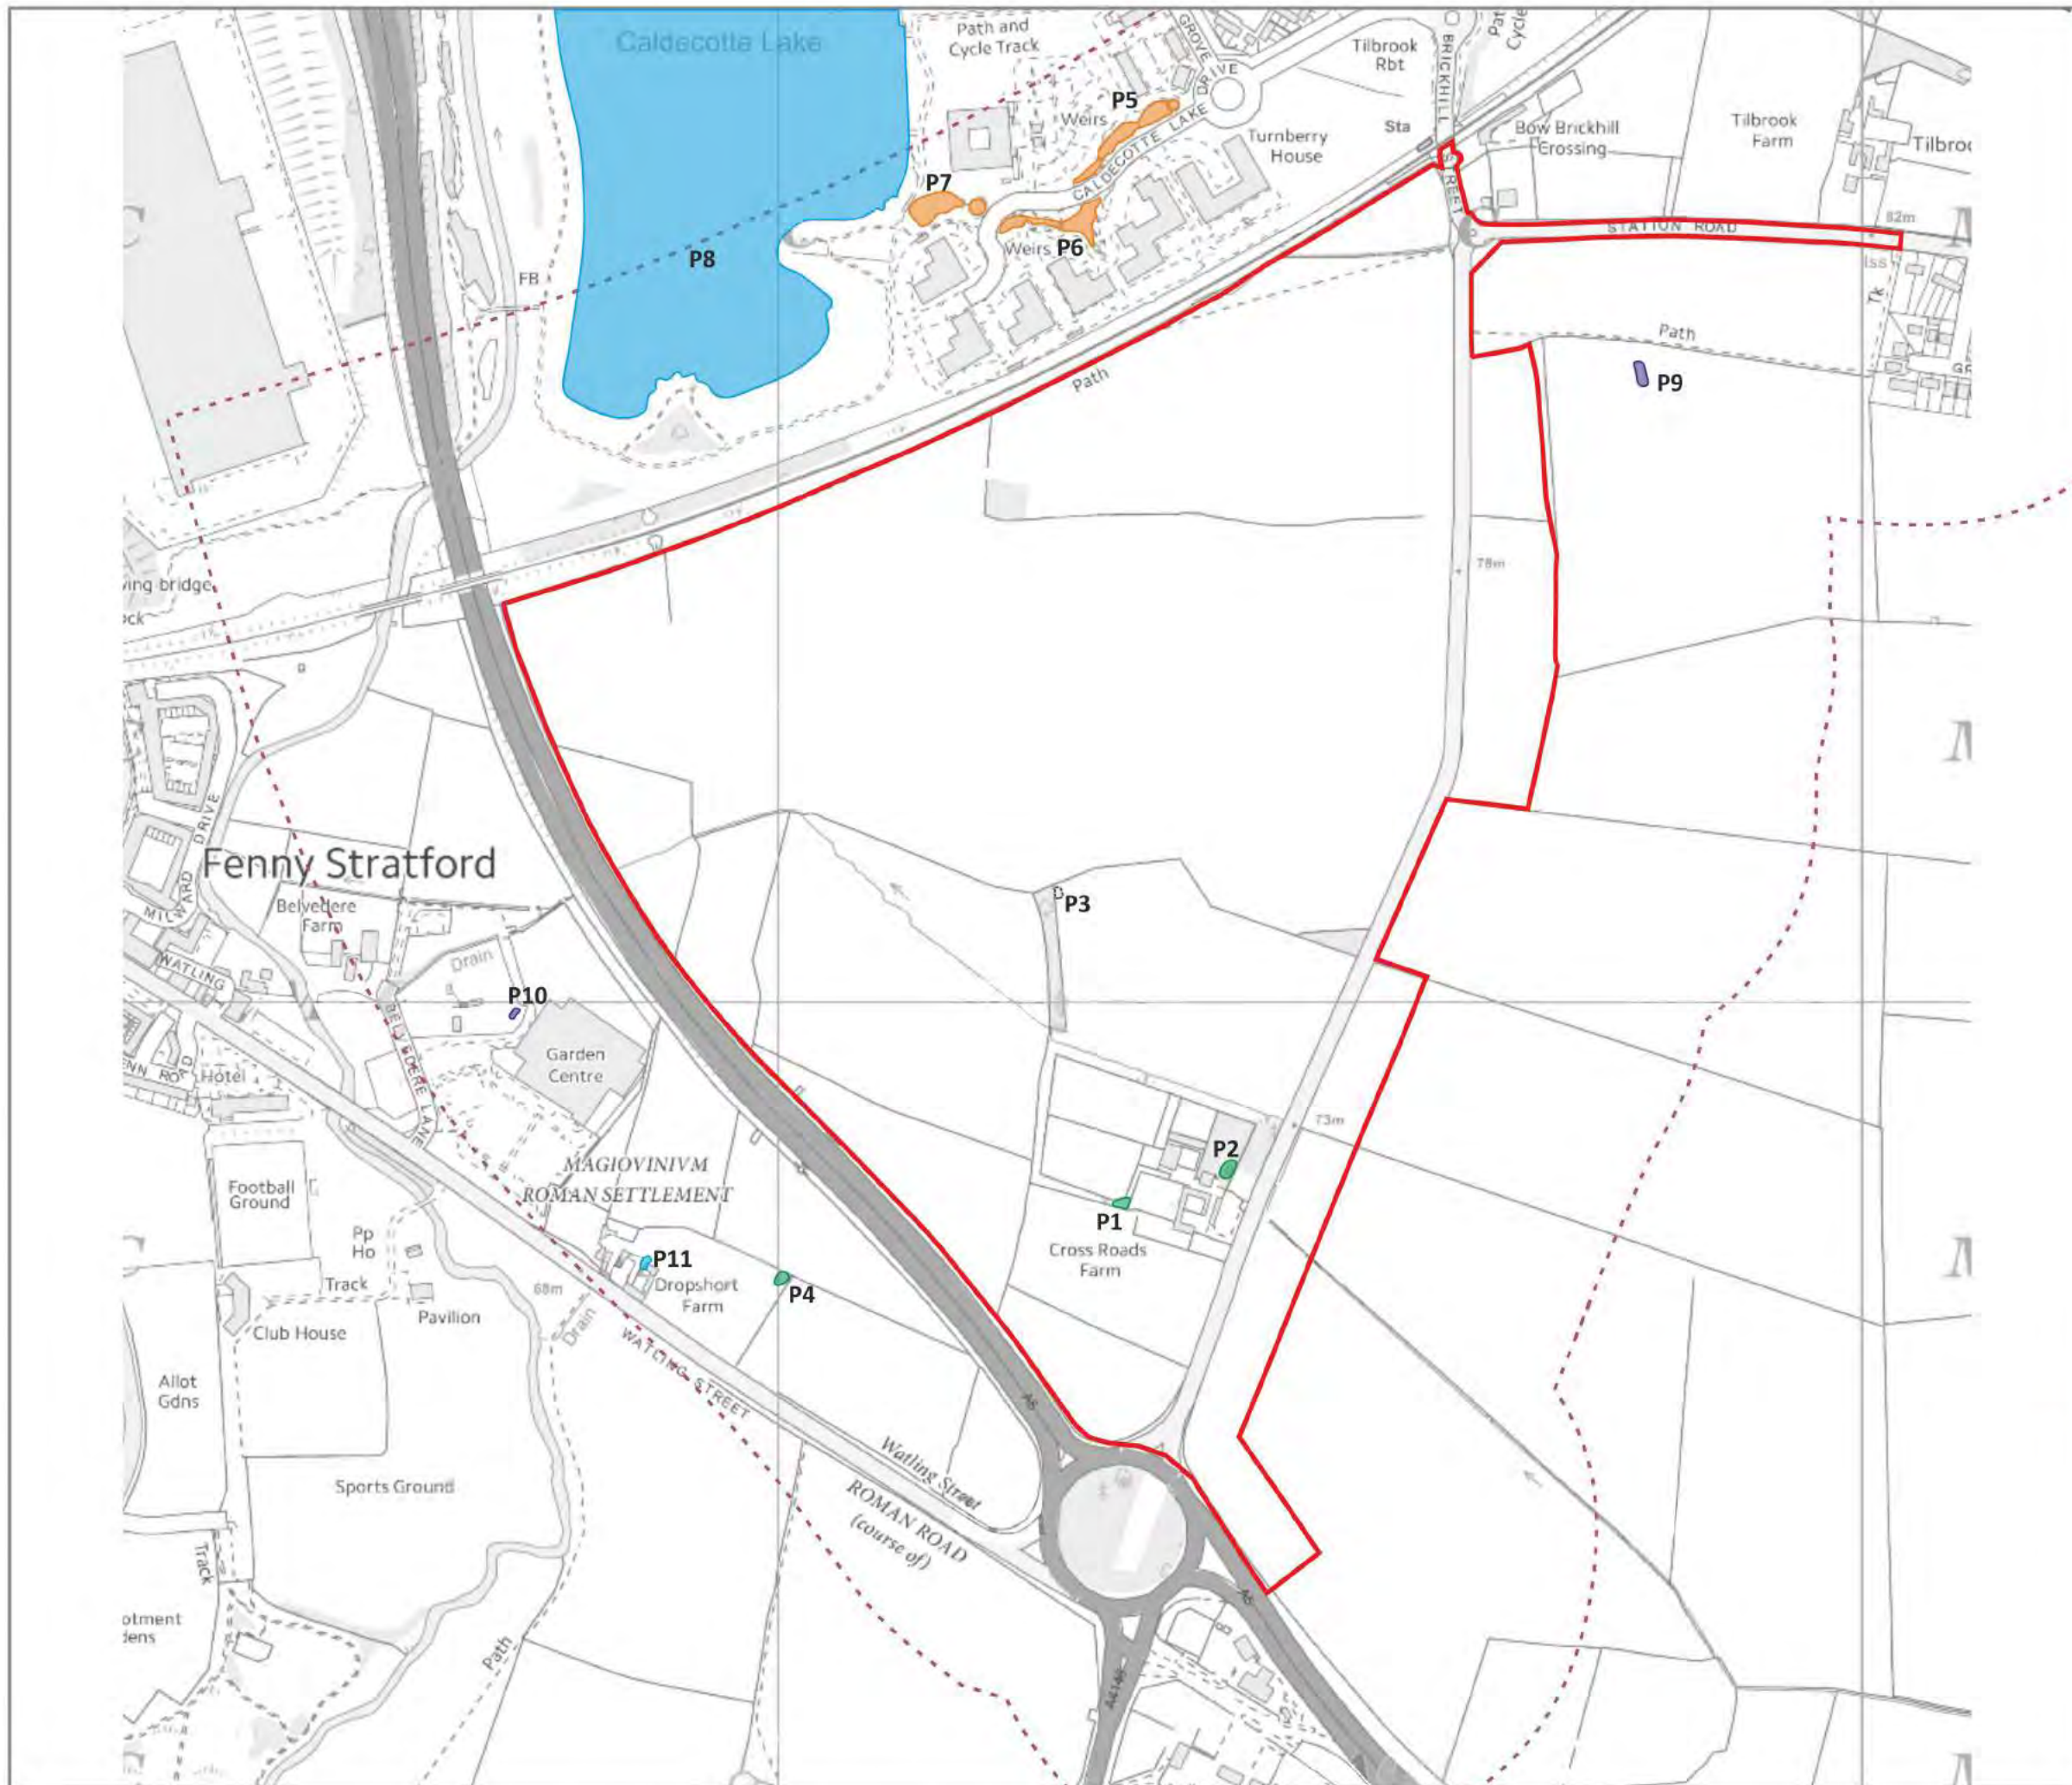 Caldecotte Lake
Path and
Cycle Track
GROVE
DRIVE
Tilbrook
Rbt
BRICKHILL
STREET
Path
Cycle
P5
Weirs
CALDECOTTE LAKE
Turnberry
House
Sta
Bow Brickhill
Crossing
Tilbrook
Farm
P7
Weirs
P6
P8
FB
STATION ROAD
82m
Tk
Path
P9
Path
78m
Fenny Stratford
MILWARD DRIVE
Belvedere
Farm
WATLING
Drain
P3
P10
BELVEDERE LANE
Hotel
Garden
Centre
73m
P2
P1
Cross Roads
Farm
MAGIOVINIVM
ROMAN SETTLEMENT
Football
Ground
Pp
Ho
Track
Pavilion
Club House
68m
Drain
P11
Dropshort
Farm
P4
WATLING STREET
A5
Allot
Gdns
Watling Street
ROMAN ROAD
(course of)
Sports Ground
Track
Path
A5